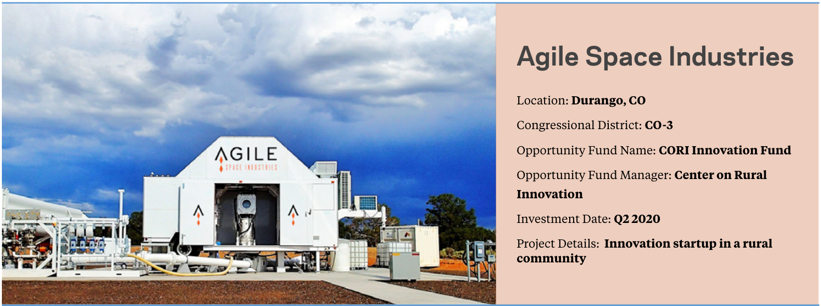 AGILE
SPACE INDUSTRIES
Agile Space Industries
Location: Durango, CO
Congressional District: CO-3
Opportunity Fund Name: CORI Innovation Fund
Opportunity Fund Manager: Center on Rural
Innovation
Investment Date: Q2 2020
Project Details: Innovation startup in a rural
community